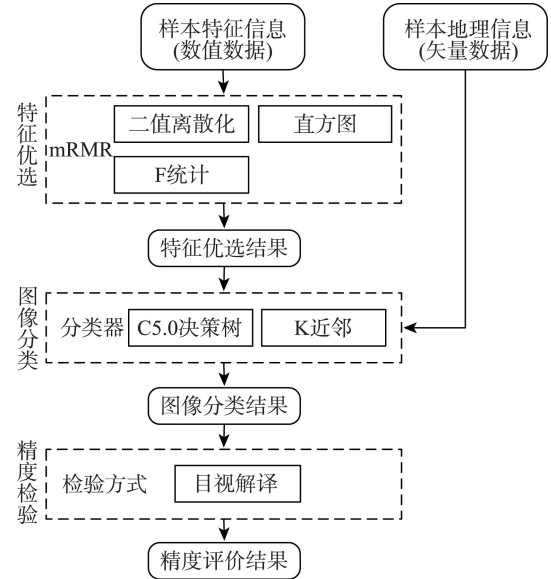 样本特征信息
(数值数据)
样本地理信息
(矢量数据)
特征优选
mRMR
二值离散化
直方图
F统计
特征优选结果
图像分类
分类器
C5.0决策树
K近邻
图像分类结果
精度检验
检验方式
目视解译
精度评价结果